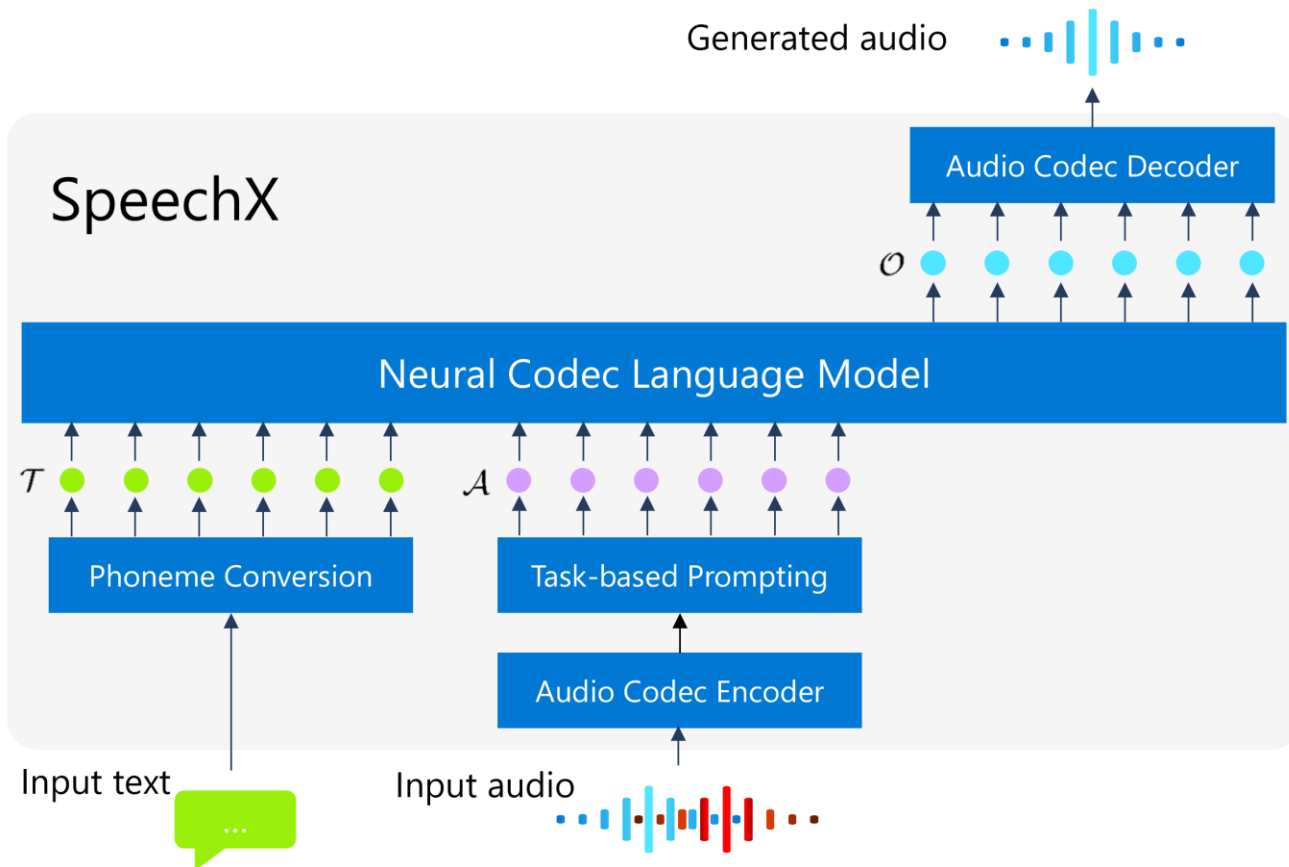 Generated audio
Audio Codec Decoder
SpeechX
𝒪
Neural Codec Language Model
𝒯
𝒜
Phoneme Conversion
Task-based Prompting
Audio Codec Encoder
Input text
Input audio
...